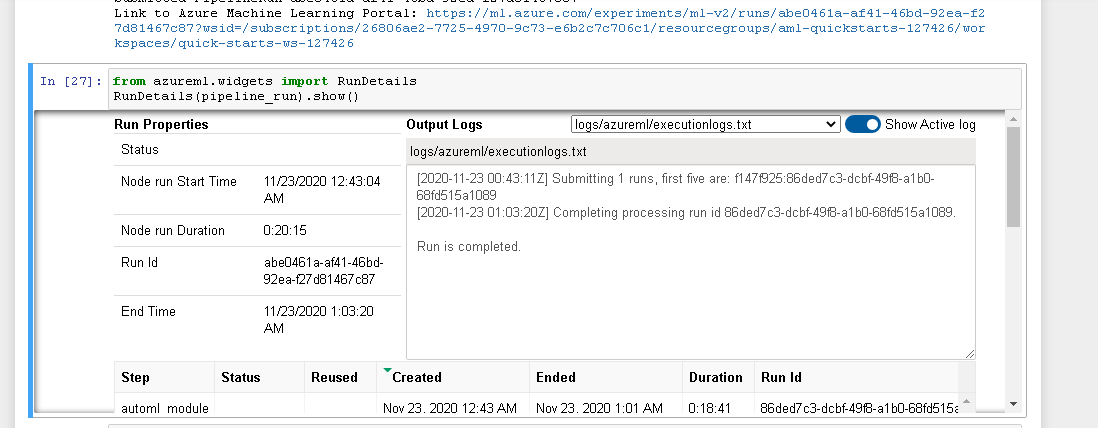 Link to Azure Machine Learning Portal: https://ml.azure.com/experiments/ml-v2/runs/abe0461a-af41-46bd-92ea-f2
7d81467c87?wsid=/subscriptions/26806ae2-7725-4970-9c73-e6b2c7c706c1/resourcegroups/aml-quickstarts-127426/wor
kspaces/quick-starts-ws-127426
In [27]: from azureml.widgets import RunDetails
RunDetails(pipeline_run).show()
Run Properties
Status
Node run Start Time 11/23/2020 12:43:04
AM
Node run Duration 0:20:15
Run Id abe0461a-af41-46bd-
92ea-f27d81467c87
End Time 11/23/2020 1:03:20
AM
Output Logs logs/azureml/executionlogs.txt Show Active log
logs/azureml/executionlogs.txt
[2020-11-23 00:43:11Z] Submitting 1 runs, first five are: f147f925:86ded7c3-dcbf-49f8-a1b0-
68fd515a1089
[2020-11-23 01:03:20Z] Completing processing run id 86ded7c3-dcbf-49f8-a1b0-68fd515a1089.
Run is completed.
Step Status Reused Created Ended Duration Run Id
automl_module Nov 23, 2020 12:43 AM Nov 23, 2020 1:01 AM 0:18:41 86ded7c3-dcbf-49f8-a1b0-68fd515a